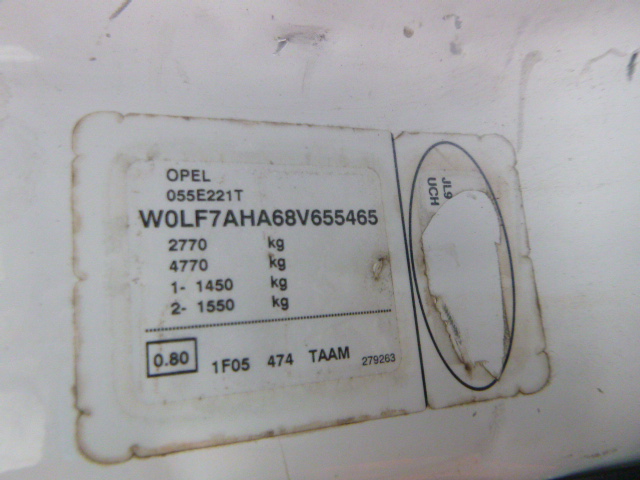 OPEL
055E221T
W0LF7AHA68V655465
2770 kg
4770 kg
1- 1450 kg
2- 1550 kg
0.80 1F05 474 TAAM 279263
JL9
UCH